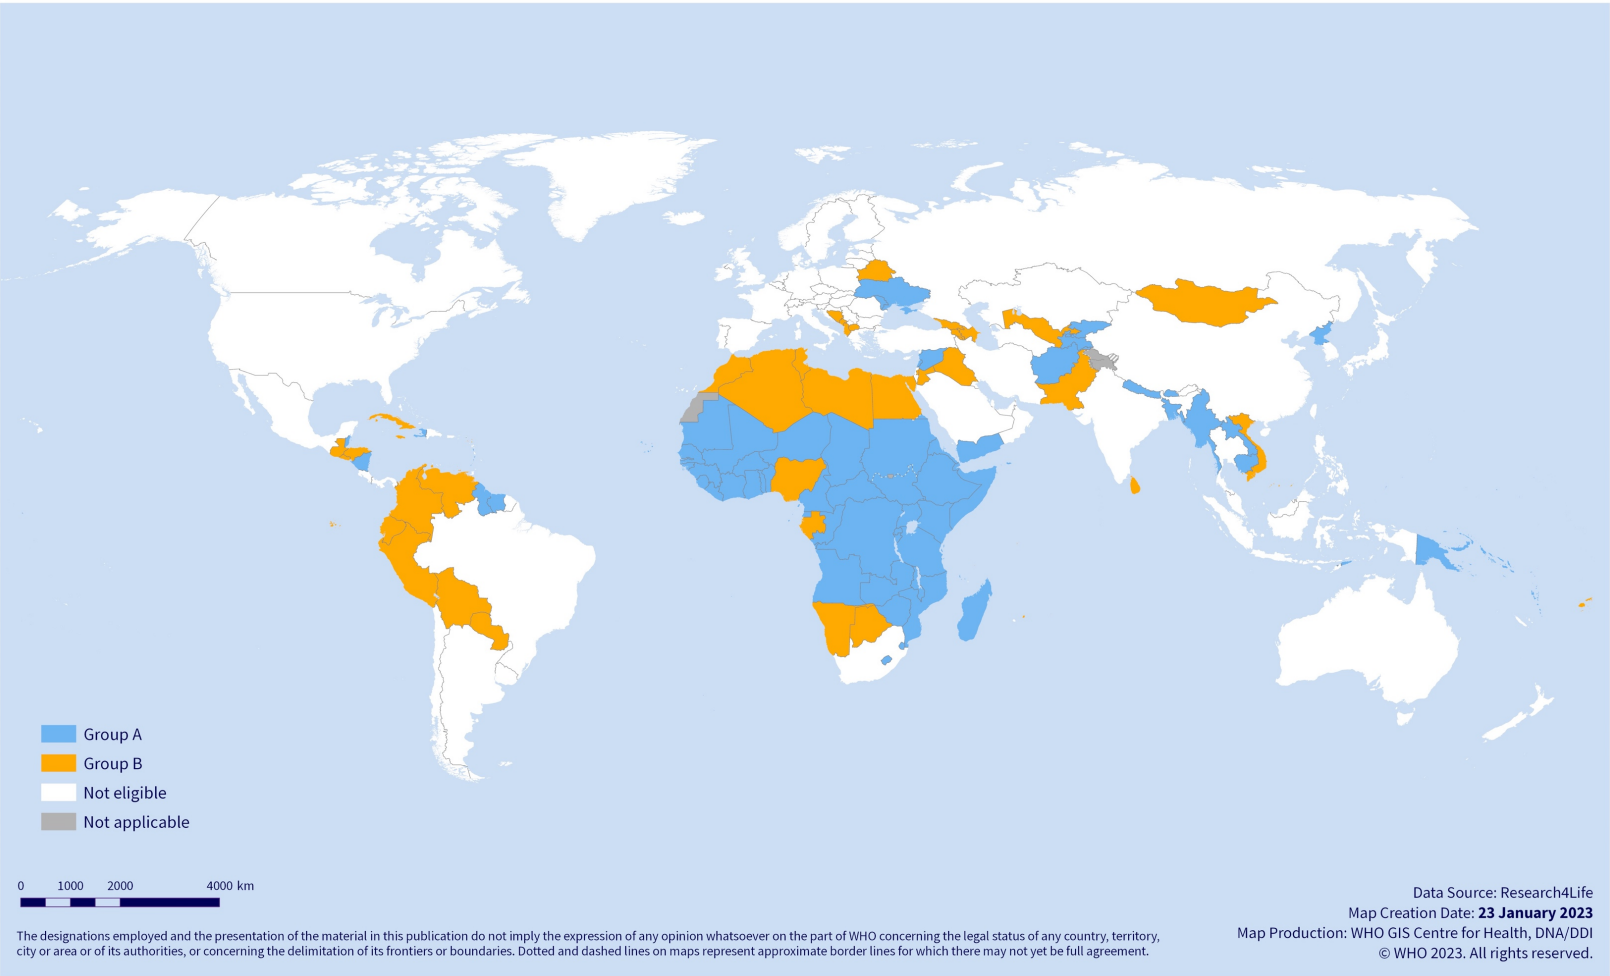 Group A
Group B
Not eligible
Not applicable
0 1000 2000 4000 km
Data Source: Research4Life
Map Creation Date: 23 January 2023
Map Production: WHO GIS Centre for Health, DNA/DDI
© WHO 2023. All rights reserved.
The designations employed and the presentation of the material in this publication do not imply the expression of any opinion whatsoever on the part of WHO concerning the legal status of any country, territory,
city or area or of its authorities, or concerning the delimitation of its frontiers or boundaries. Dotted and dashed lines on maps represent approximate border lines for which there may not yet be full agreement.